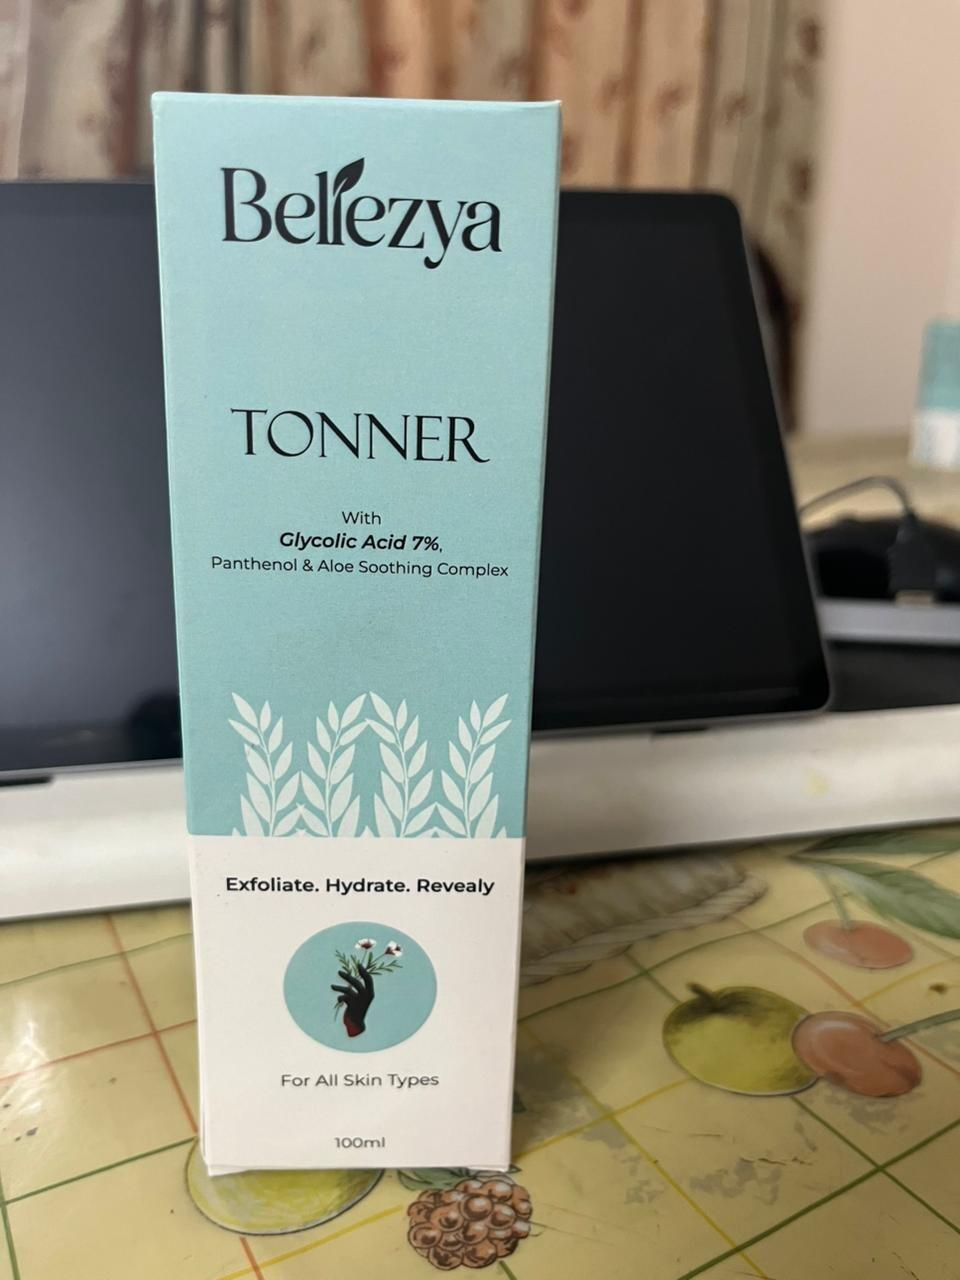 Bellezya
TONNER
With
Glycolic Acid 7%,
Panthenol & Aloe Soothing Complex
Exfoliate. Hydrate. Revealy
For All Skin Types
100ml